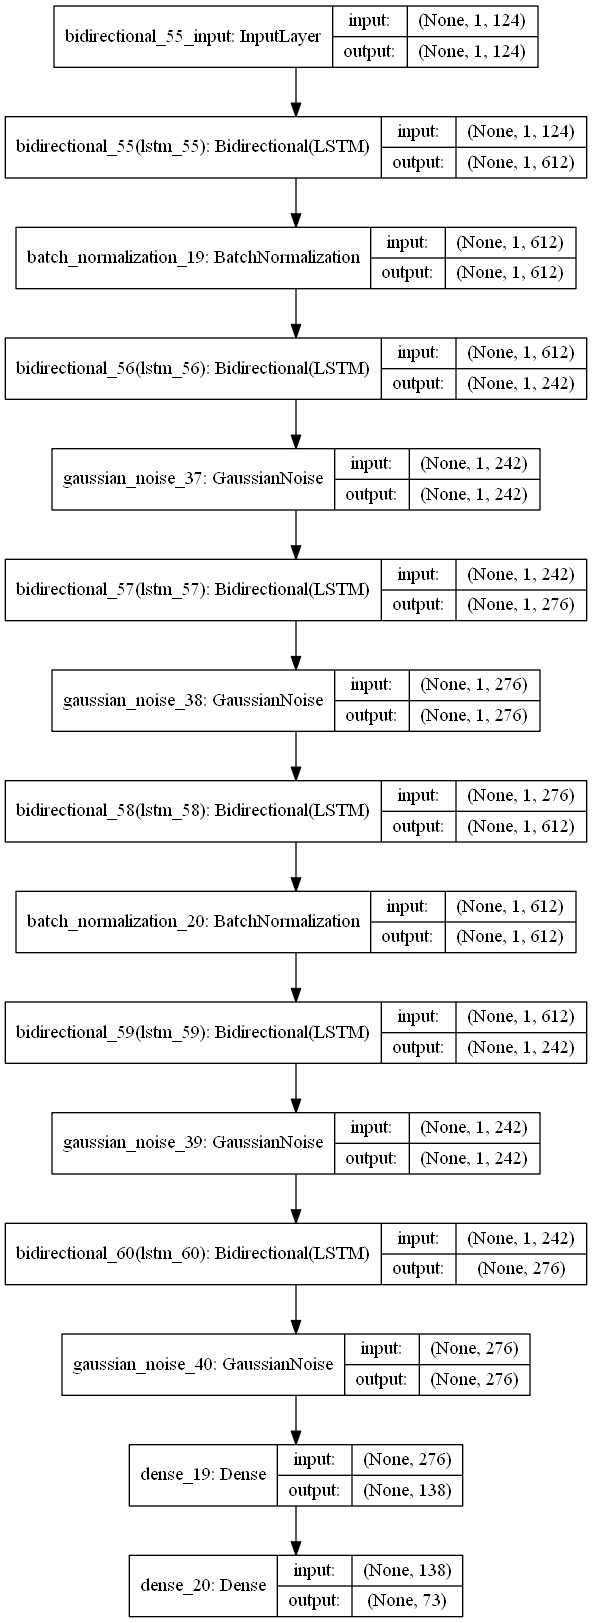 bidirectional_55_input: InputLayer
input: (None, 1, 124)
output: (None, 1, 124)
bidirectional_55(lstm_55): Bidirectional(LSTM)
input: (None, 1, 124)
output: (None, 1, 612)
batch_normalization_19: BatchNormalization
input: (None, 1, 612)
output: (None, 1, 612)
bidirectional_56(lstm_56): Bidirectional(LSTM)
input: (None, 1, 612)
output: (None, 1, 242)
gaussian_noise_37: GaussianNoise
input: (None, 1, 242)
output: (None, 1, 242)
bidirectional_57(lstm_57): Bidirectional(LSTM)
input: (None, 1, 242)
output: (None, 1, 276)
gaussian_noise_38: GaussianNoise
input: (None, 1, 276)
output: (None, 1, 276)
bidirectional_58(lstm_58): Bidirectional(LSTM)
input: (None, 1, 276)
output: (None, 1, 612)
batch_normalization_20: BatchNormalization
input: (None, 1, 612)
output: (None, 1, 612)
bidirectional_59(lstm_59): Bidirectional(LSTM)
input: (None, 1, 612)
output: (None, 1, 242)
gaussian_noise_39: GaussianNoise
input: (None, 1, 242)
output: (None, 1, 242)
bidirectional_60(lstm_60): Bidirectional(LSTM)
input: (None, 1, 242)
output: (None, 276)
gaussian_noise_40: GaussianNoise
input: (None, 276)
output: (None, 276)
dense_19: Dense
input: (None, 276)
output: (None, 138)
dense_20: Dense
input: (None, 138)
output: (None, 73)